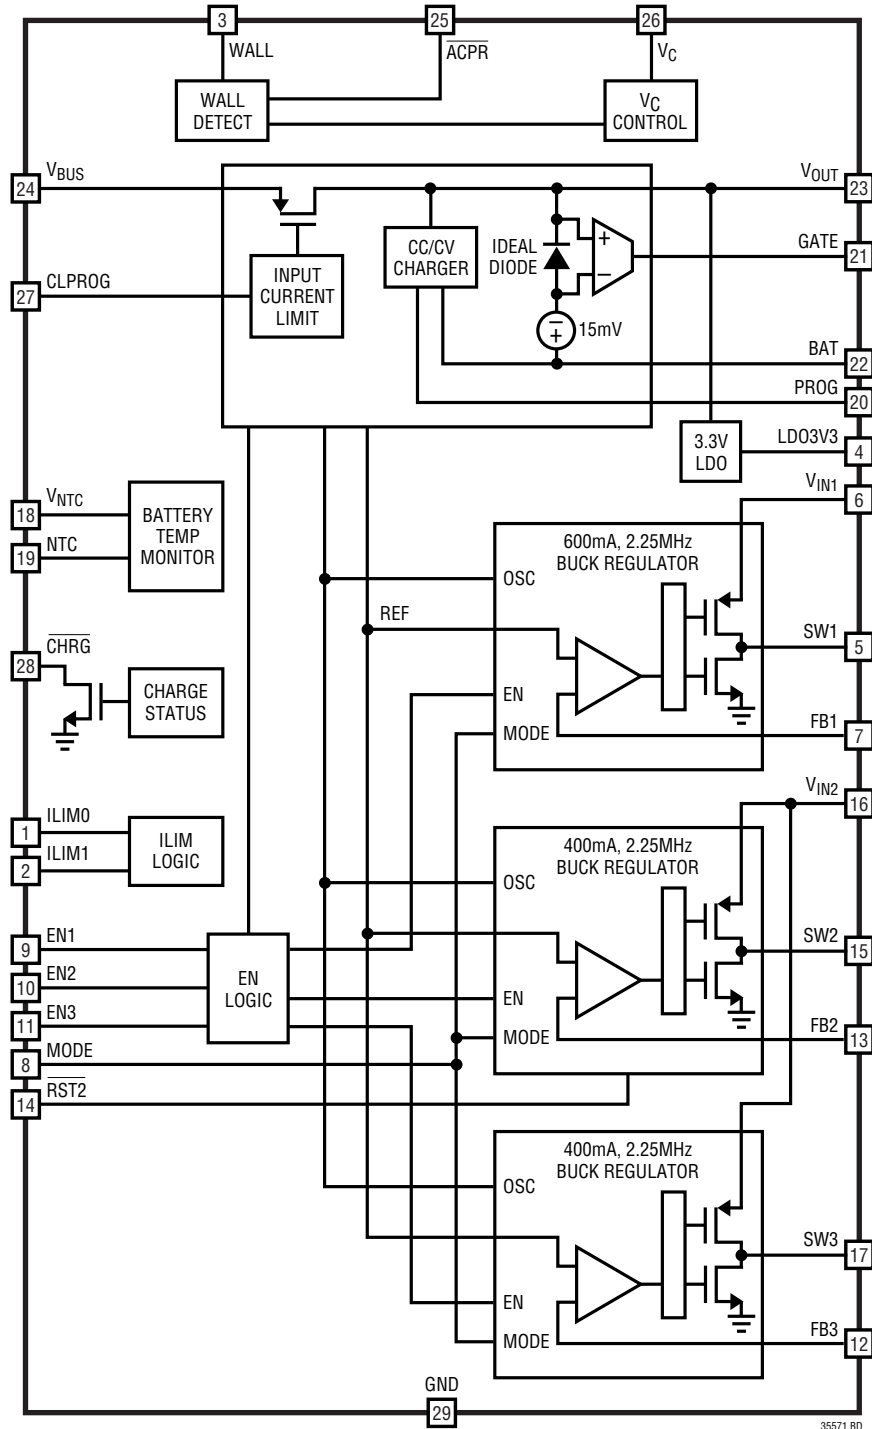 3
25
26
WALL
ACPR
VC
WALL
DETECT
VC
CONTROL
VBUS
24
VOUT
23
CC/CV
CHARGER
IDEAL
DIODE
+
−
GATE
21
CLPROG
27
INPUT
CURRENT
LIMIT
−
+
15mV
BAT
22
PROG
20
3.3V
LDO
LDO3V3
4
VIN1
6
VNTC
18
NTC
19
BATTERY
TEMP
MONITOR
600mA, 2.25MHz
BUCK REGULATOR
OSC
REF
EN
MODE
SW1
5
FB1
7
CHRG
28
CHARGE
STATUS
VIN2
16
ILIM0
1
ILIM1
2
ILIM
LOGIC
400mA, 2.25MHz
BUCK REGULATOR
OSC
EN
MODE
SW2
15
FB2
13
EN1
9
EN2
10
EN3
11
MODE
8
RST2
14
EN
LOGIC
400mA, 2.25MHz
BUCK REGULATOR
OSC
EN
MODE
SW3
17
FB3
12
GND
29
35571 BD